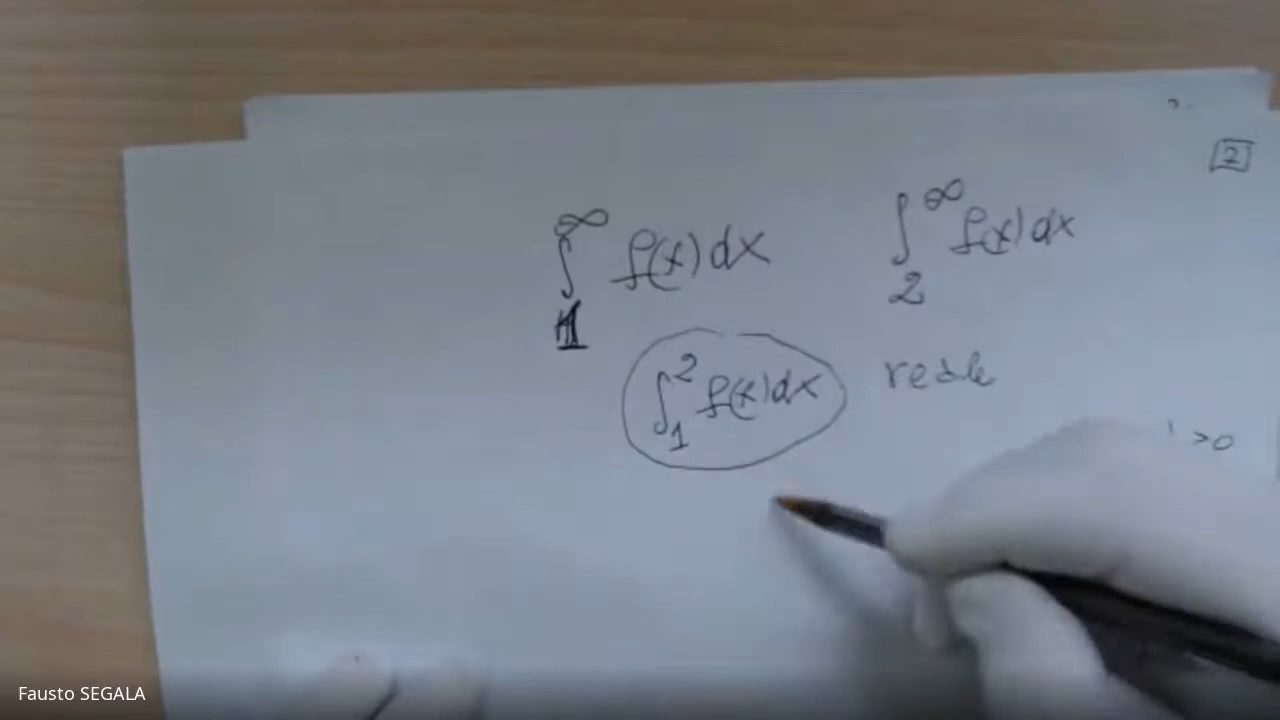 [2]
∫₁^∞ f(x) dx    ∫₂^∞ f(x) dx
∫₁² f(x) dx    reale
>0
Fausto SEGALA